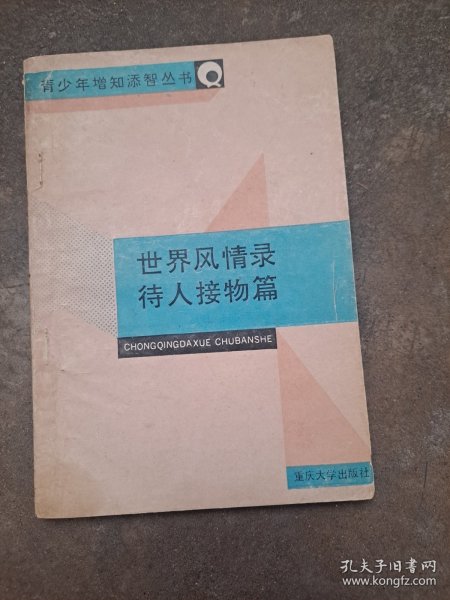 青少年增知添智丛书
世界风情录
待人接物篇
CHONGQINGDAXUE CHUBANSHE
重庆大学出版社
孔夫子旧书网
www.kongfz.com